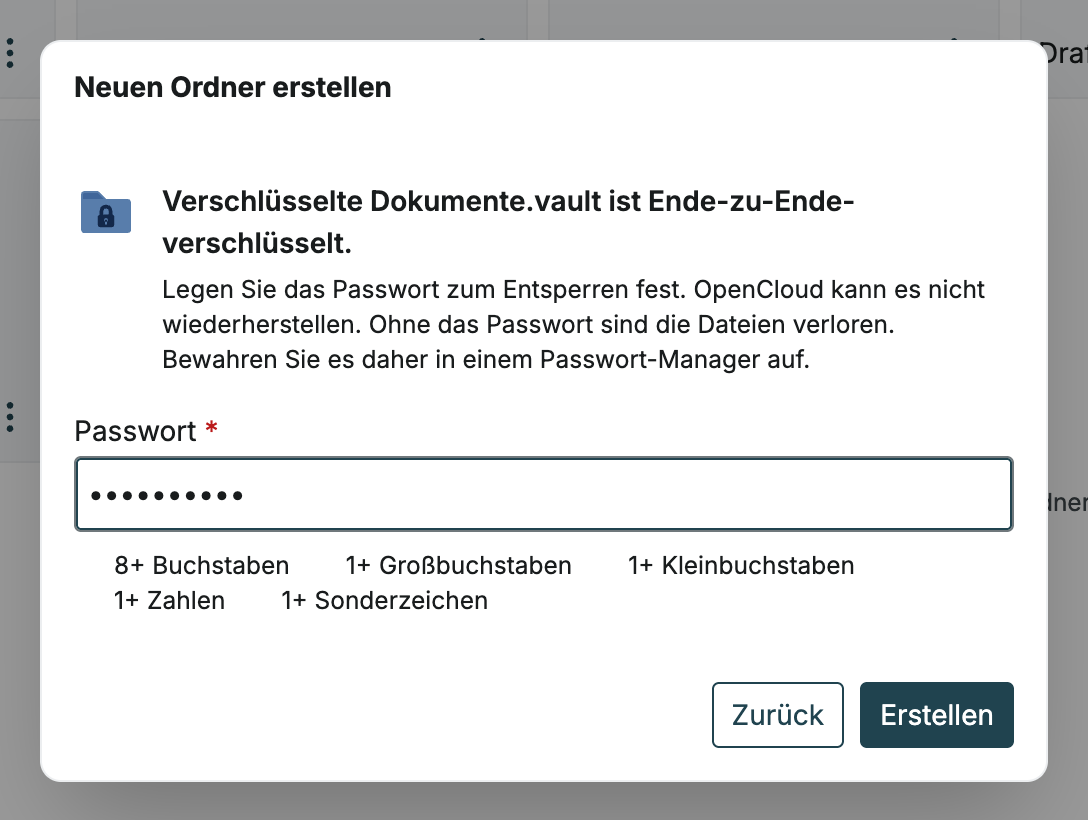 Neuen Ordner erstellen
Verschlüsselte Dokumente.vault ist Ende-zu-Ende-
verschlüsselt.
Legen Sie das Passwort zum Entsperren fest. OpenCloud kann es nicht
wiederherstellen. Ohne das Passwort sind die Dateien verloren.
Bewahren Sie es daher in einem Passwort-Manager auf.
Passwort *
••••••••••
8+ Buchstaben 1+ Großbuchstaben 1+ Kleinbuchstaben
1+ Zahlen 1+ Sonderzeichen
Zurück Erstellen